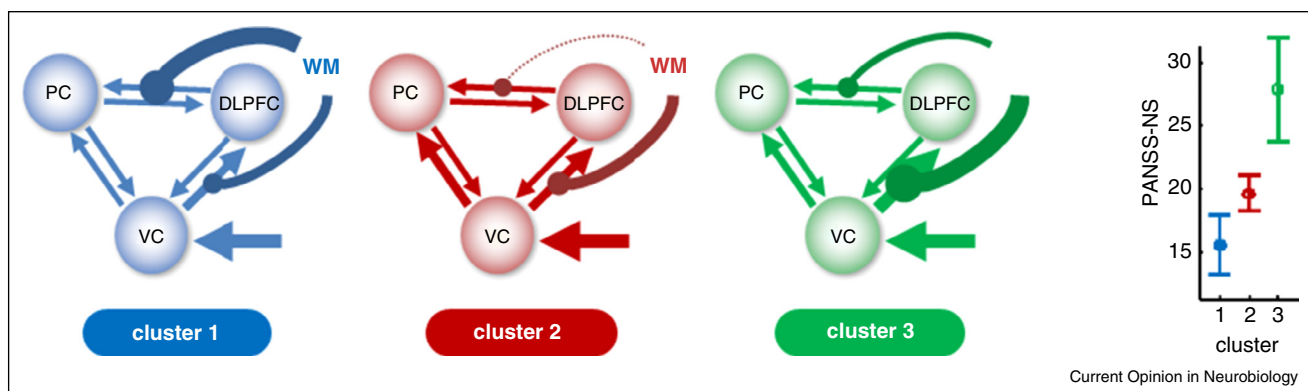 PC
DLPFC
WM
VC
cluster 1
PC
DLPFC
WM
VC
cluster 2
PC
DLPFC
VC
cluster 3
PANSS-NS
30
25
20
15
1 2 3
cluster
Current Opinion in Neurobiology